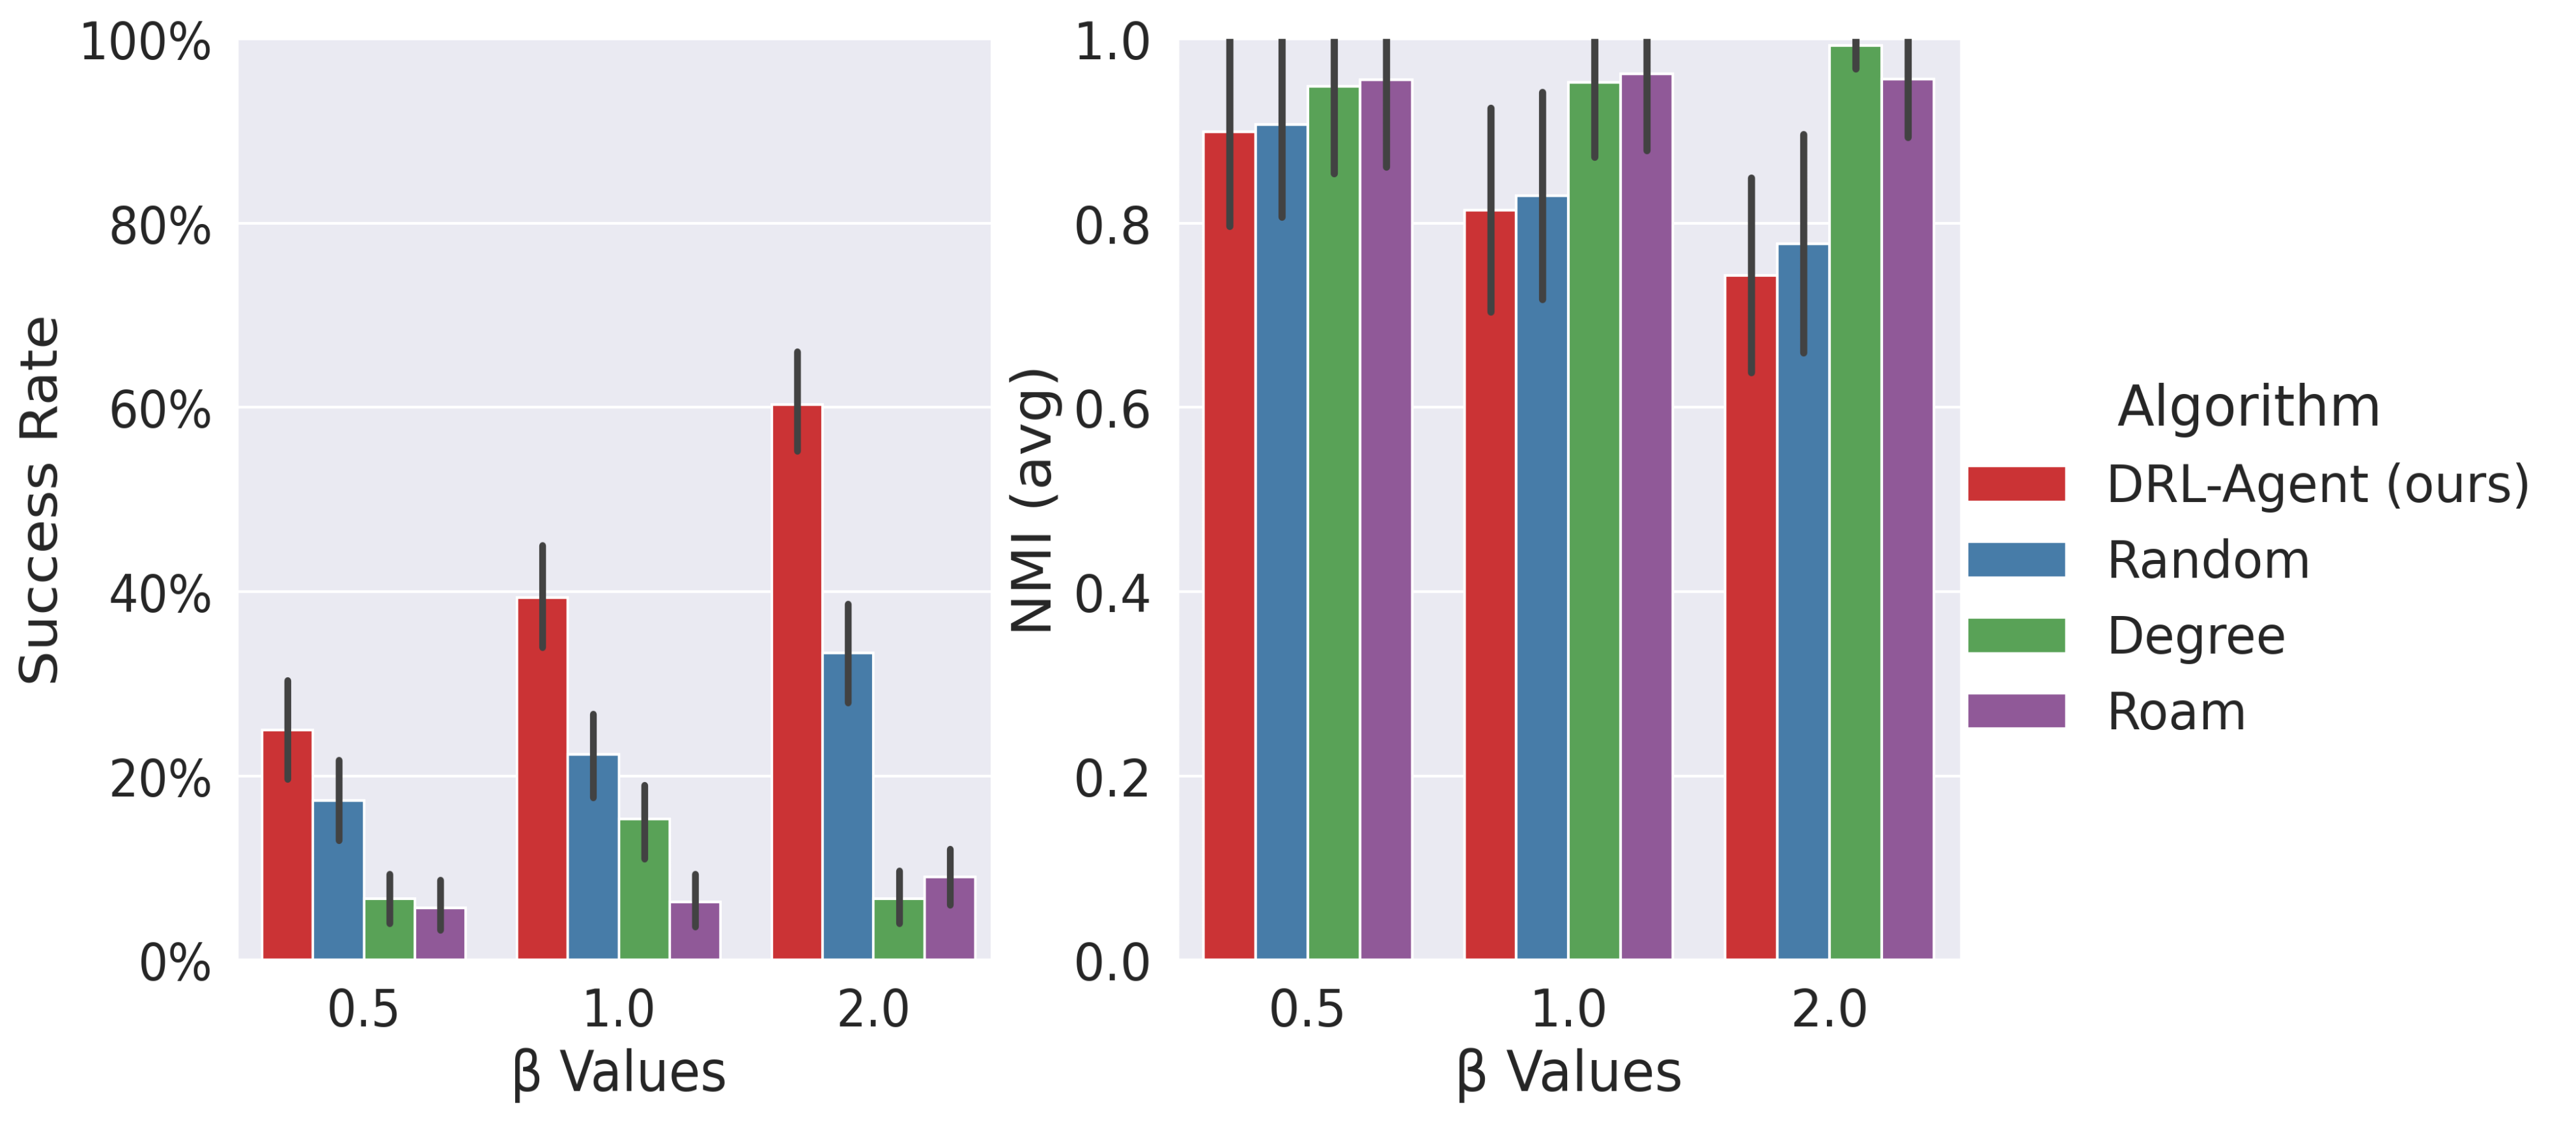 100%
80%
60%
40%
20%
0%
Success Rate
0.5 1.0 2.0
β Values
1.0
0.8
0.6
0.4
0.2
0.0
NMI (avg)
0.5 1.0 2.0
β Values
Algorithm
DRL-Agent (ours)
Random
Degree
Roam